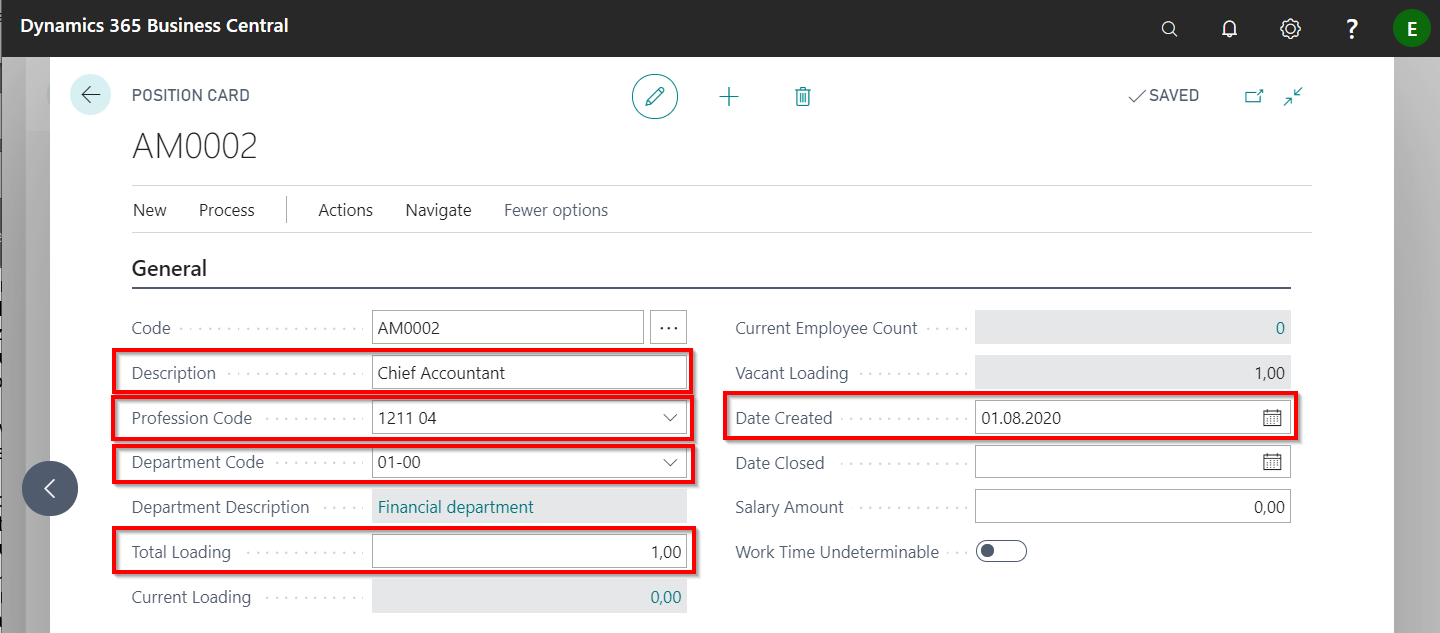 Dynamics 365 Business Central
? E
POSITION CARD
SAVED
AM0002
New Process Actions Navigate Fewer options
General
Code AM0002 ...
Description Chief Accountant
Profession Code 1211 04
Department Code 01-00
Department Description Financial department
Total Loading 1,00
Current Loading 0,00
Current Employee Count 0
Vacant Loading 1,00
Date Created 01.08.2020
Date Closed
Salary Amount 0,00
Work Time Undeterminable